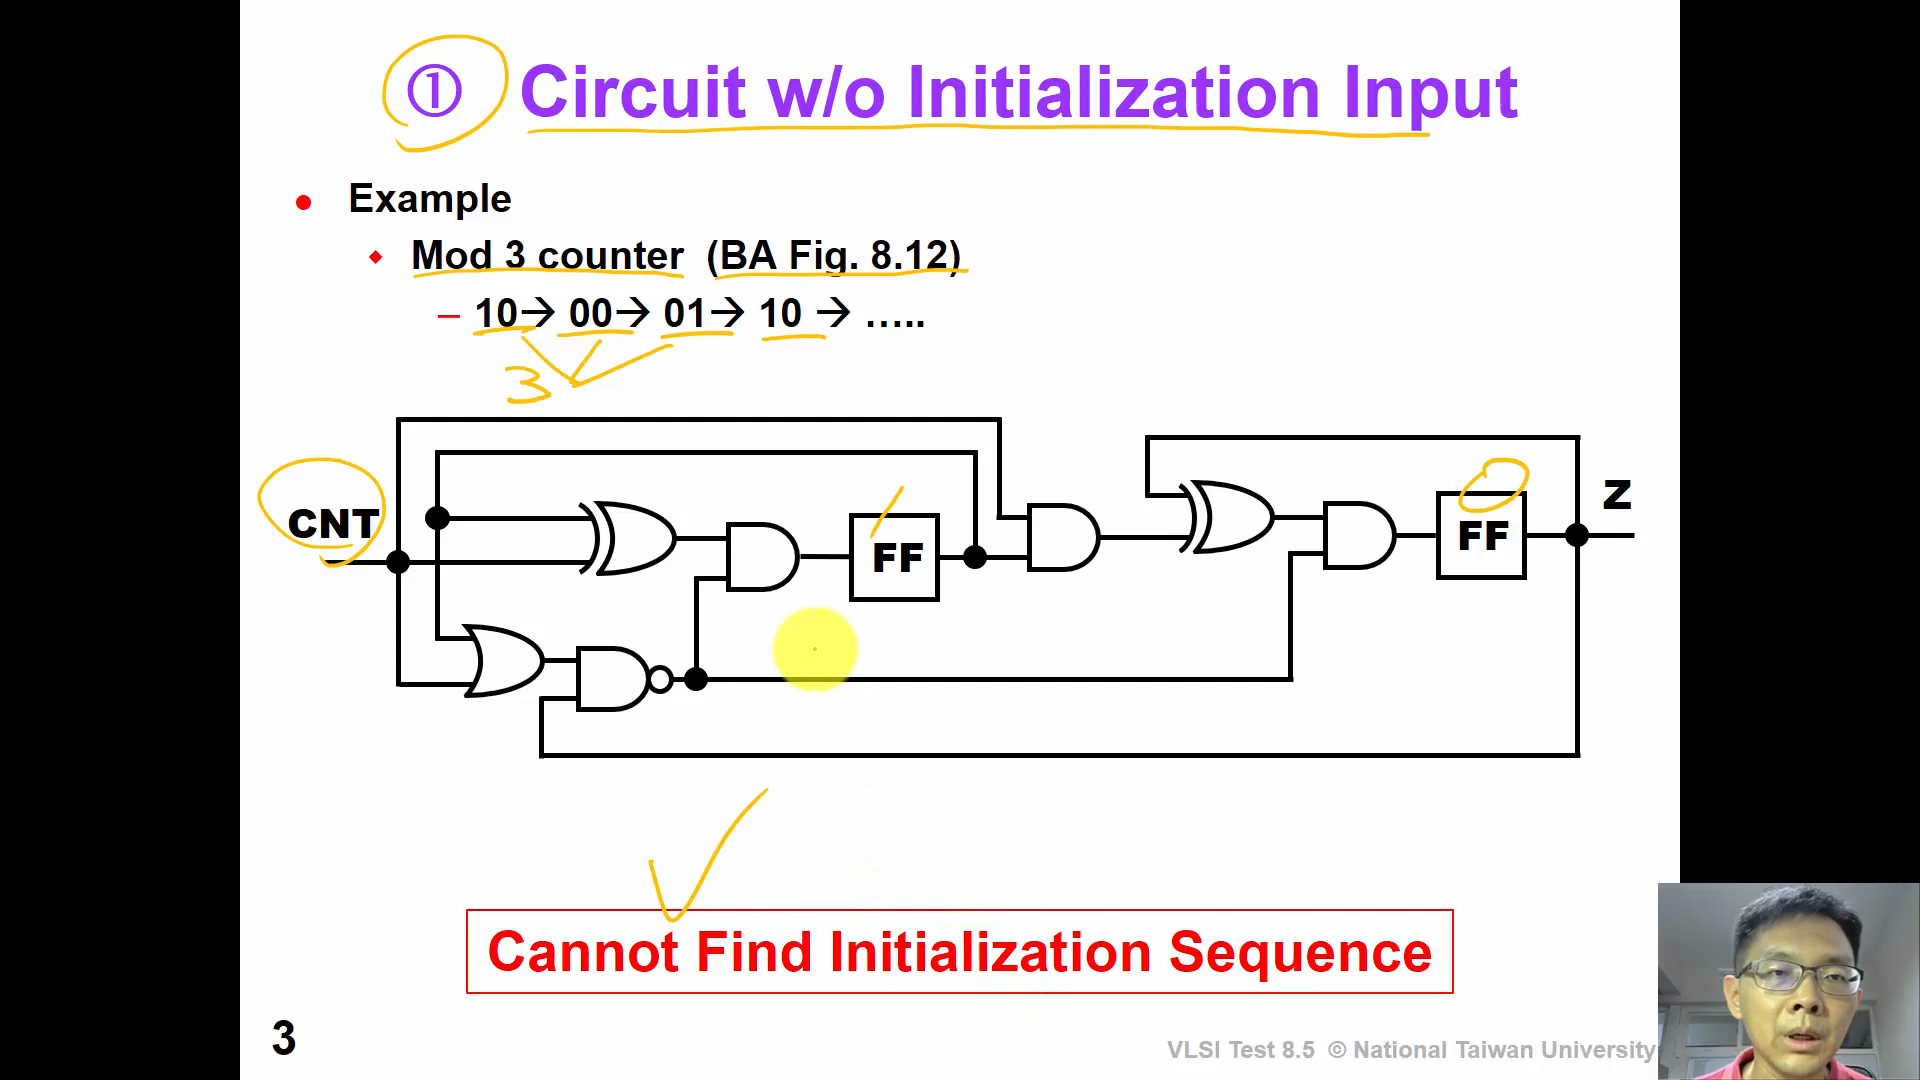 ① Circuit w/o Initialization Input
• Example
◆ Mod 3 counter (BA Fig. 8.12)
– 10→ 00→ 01→ 10 → .....
3
CNT
FF
FF
Z
Cannot Find Initialization Sequence
3
VLSI Test 8.5 © National Taiwan University